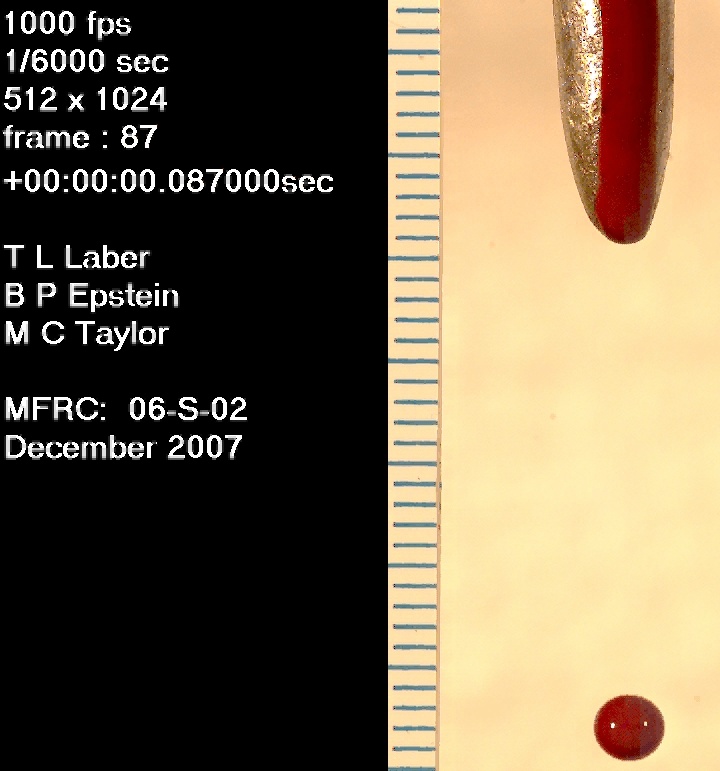 1000 fps
1/6000 sec
512 x 1024
frame : 87
+00:00:00.087000sec
T L Laber
B P Epstein
M C Taylor
MFRC: 06-S-02
December 2007